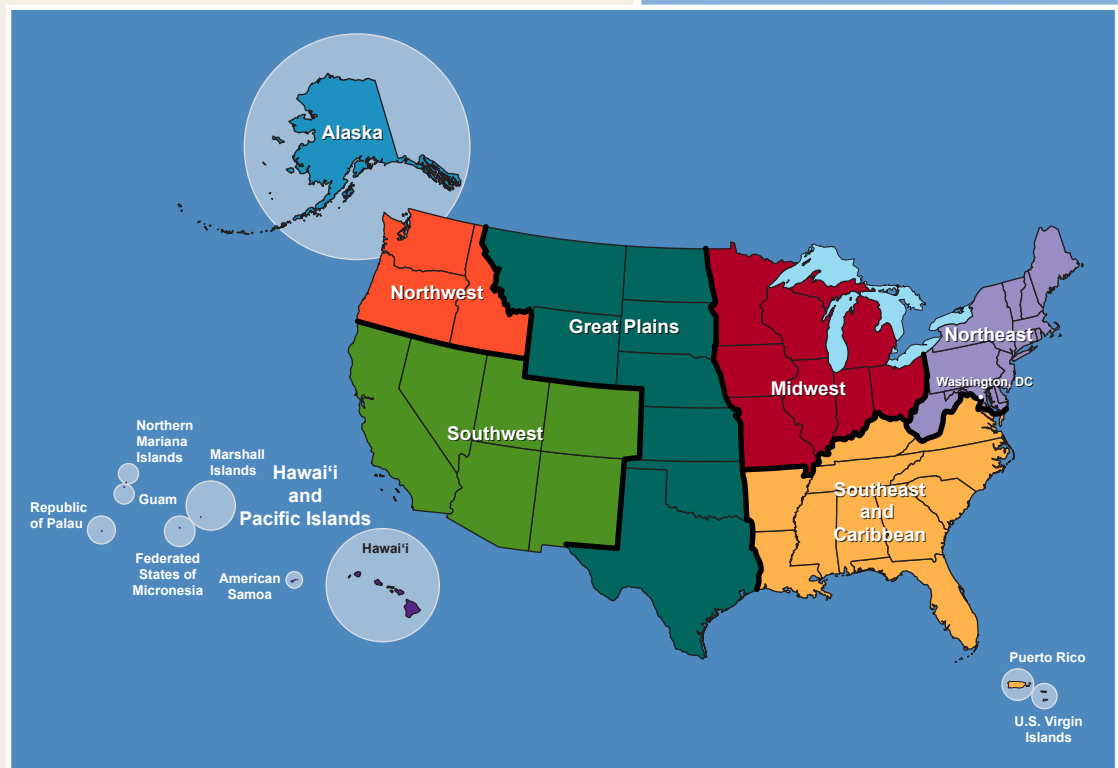 Alaska
Northwest
Great Plains
Midwest
Northeast
Washington, DC
Southwest
Southeast
and
Caribbean
Northern
Mariana
Islands
Marshall
Islands
Hawai‘i
and
Pacific Islands
Guam
Republic
of Palau
Federated
States of
Micronesia
American
Samoa
Hawai‘i
Puerto Rico
U.S. Virgin
Islands